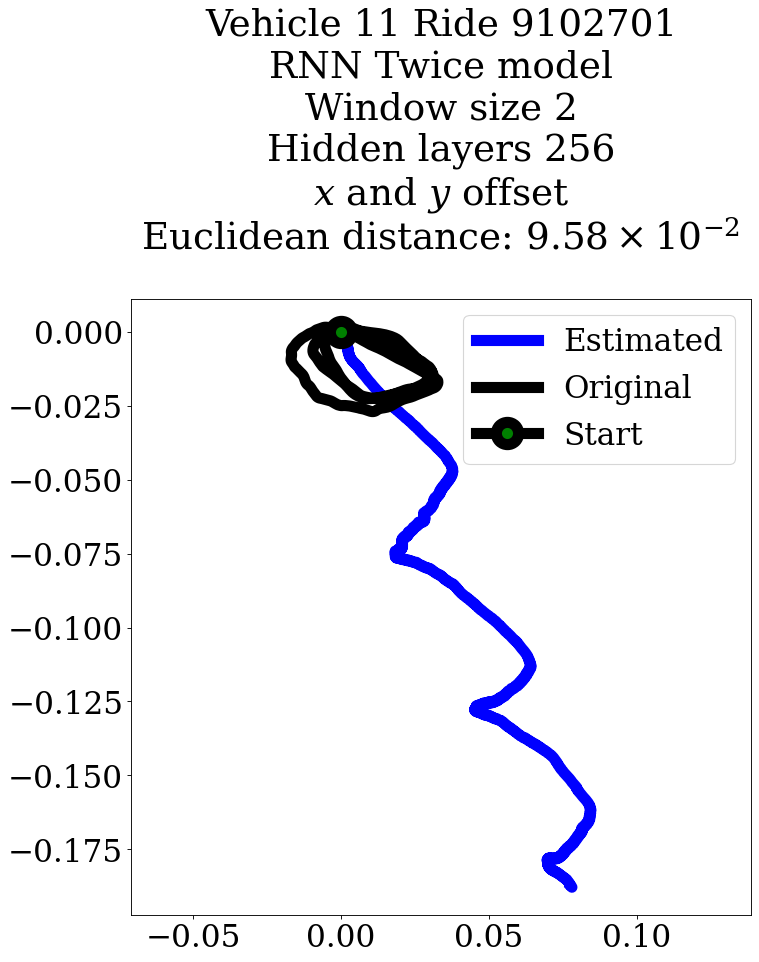 Vehicle 11 Ride 9102701
RNN Twice model
Window size 2
Hidden layers 256
x and y offset
Euclidean distance: 9.58 × 10⁻²
Estimated
Original
Start
0.000
−0.025
−0.050
−0.075
−0.100
−0.125
−0.150
−0.175
−0.05 0.00 0.05 0.10